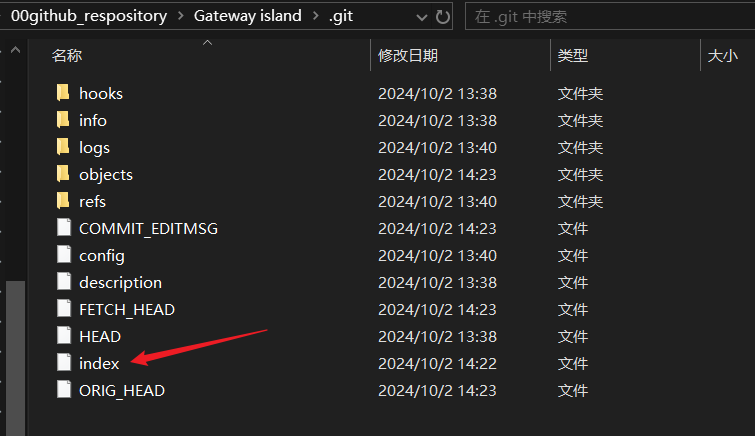 00github_respository > Gateway island > .git 在 .git 中搜索
名称 修改日期 类型 大小
hooks 2024/10/2 13:38 文件夹
info 2024/10/2 13:38 文件夹
logs 2024/10/2 13:40 文件夹
objects 2024/10/2 14:23 文件夹
refs 2024/10/2 13:40 文件夹
COMMIT_EDITMSG 2024/10/2 14:23 文件
config 2024/10/2 13:40 文件
description 2024/10/2 13:38 文件
FETCH_HEAD 2024/10/2 14:23 文件
HEAD 2024/10/2 13:38 文件
index 2024/10/2 14:22 文件
ORIG_HEAD 2024/10/2 14:23 文件